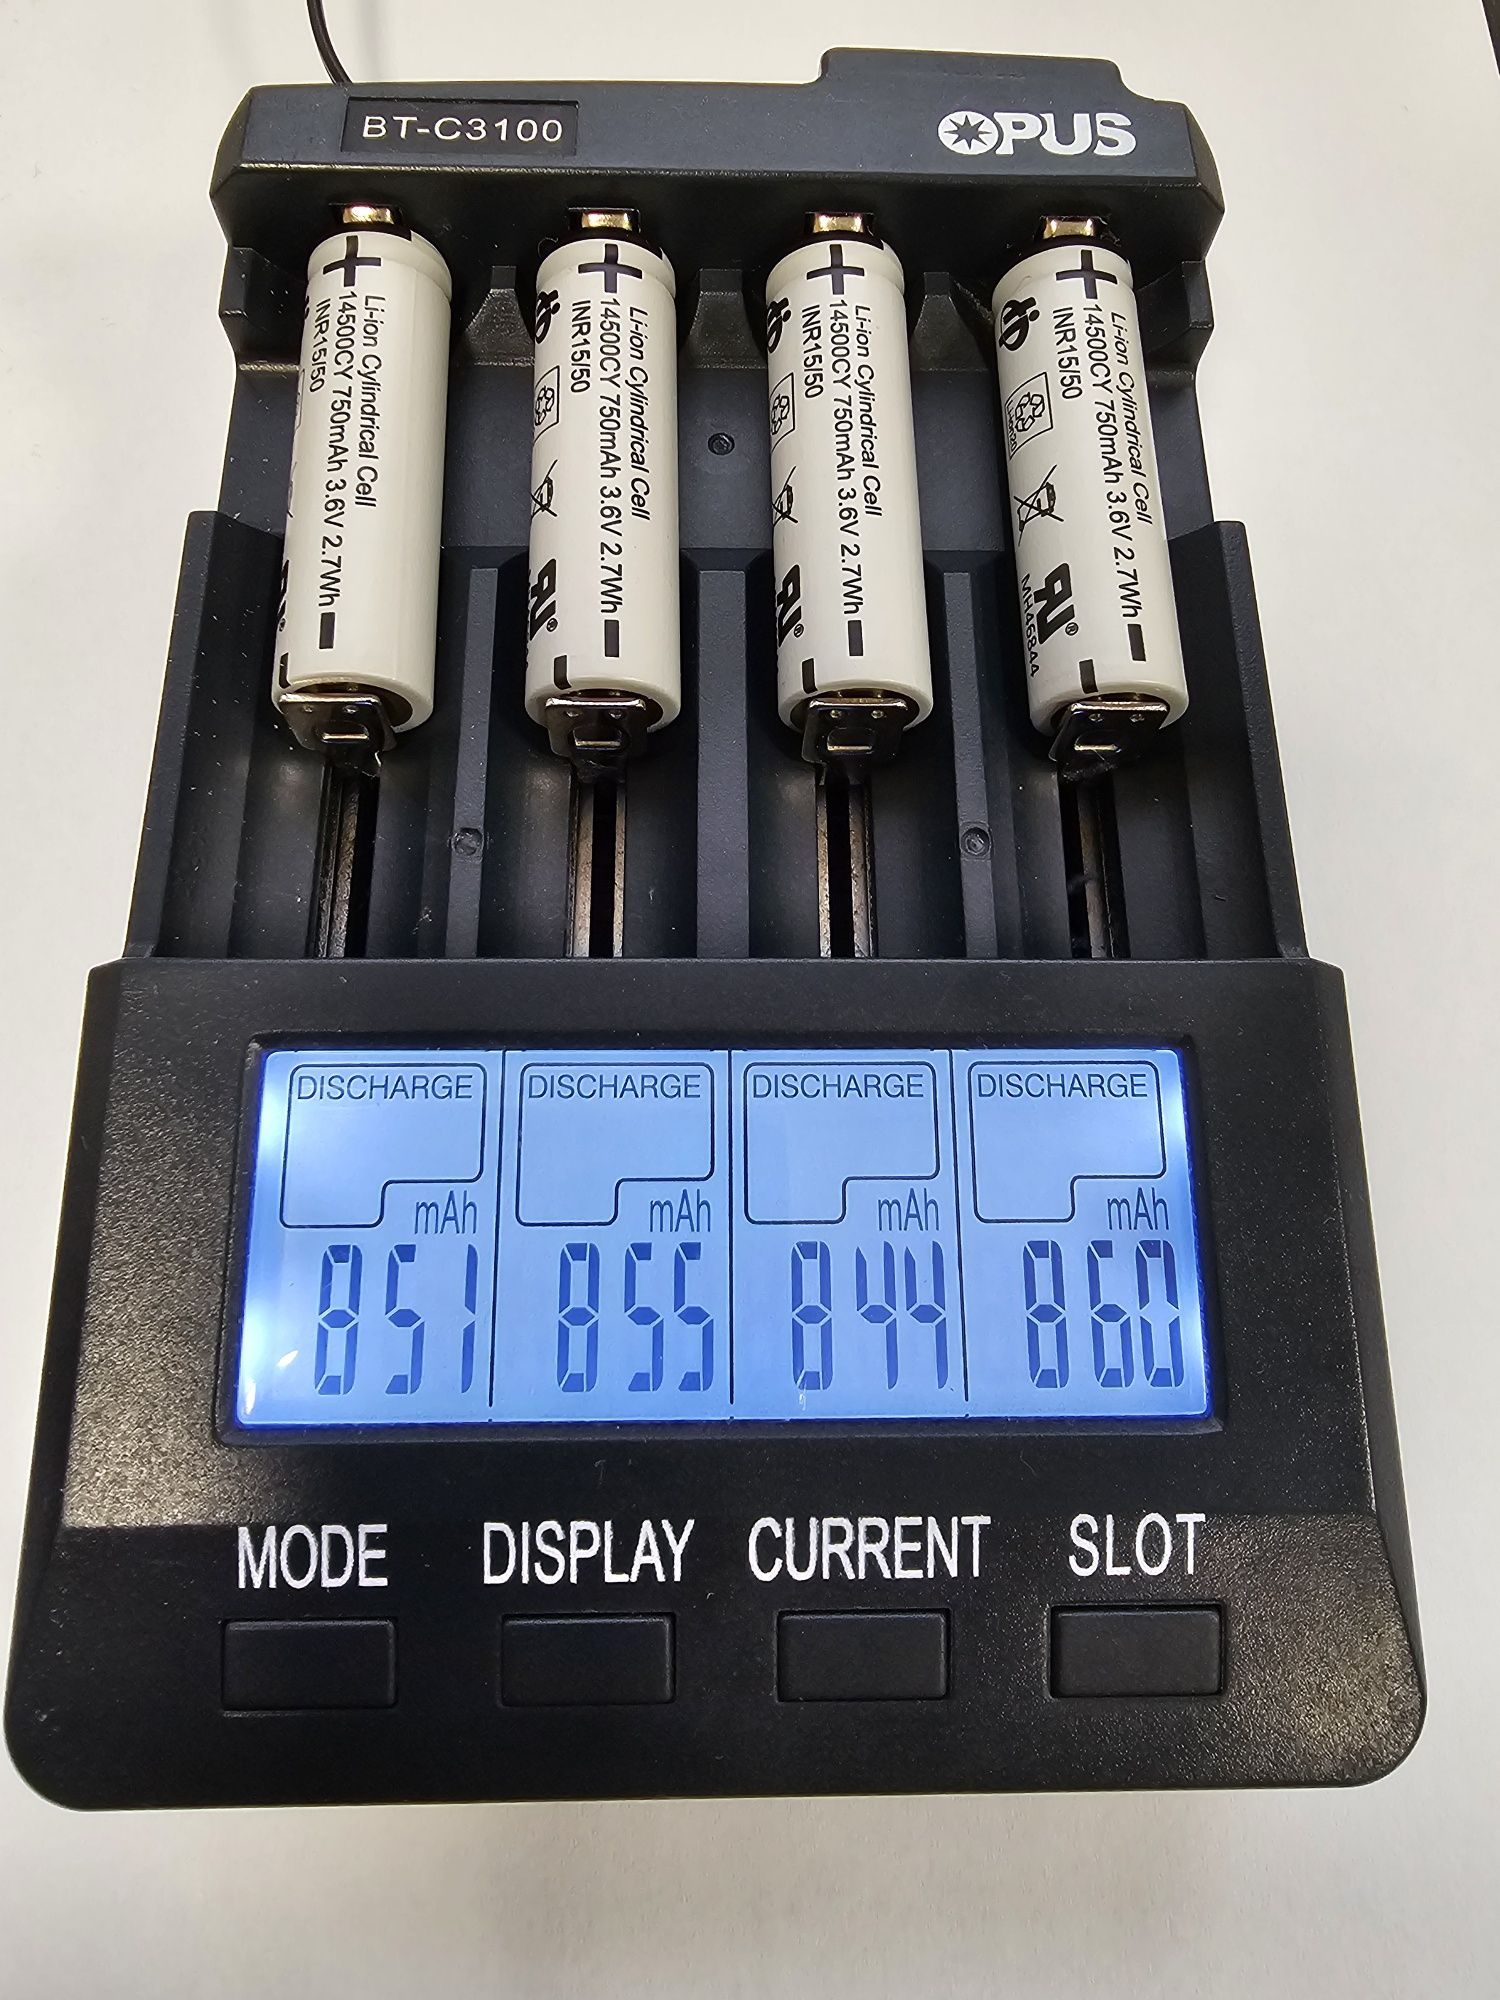 BT-C3100
OPUS
+
Li-ion Cylindrical Cell
14500CY 750mAh 3.6V 2.7Wh
INR15/50
+
Li-ion Cylindrical Cell
14500CY 750mAh 3.6V 2.7Wh
INR15/50
+
Li-ion Cylindrical Cell
14500CY 750mAh 3.6V 2.7Wh
INR15/50
+
Li-ion Cylindrical Cell
14500CY 750mAh 3.6V 2.7Wh
INR15/50
MH46844
DISCHARGE DISCHARGE DISCHARGE DISCHARGE
mAh mAh mAh mAh
851 855 844 860
MODE DISPLAY CURRENT SLOT